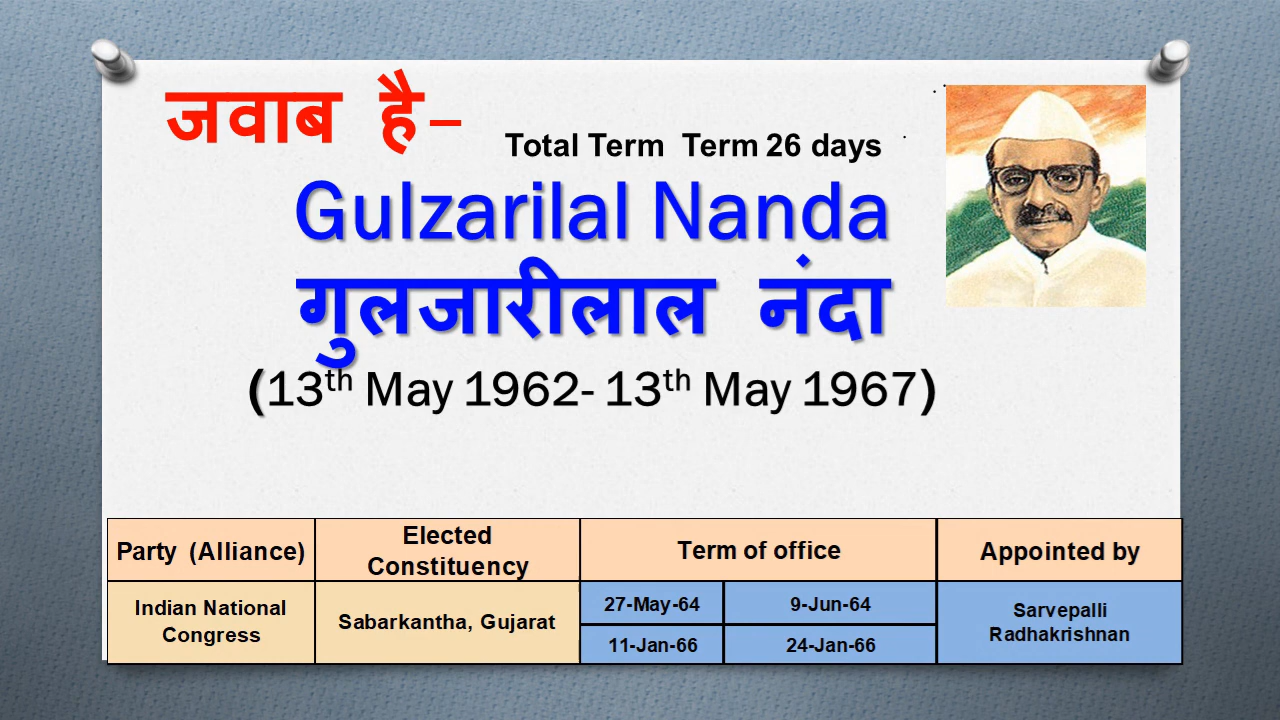 जवाब है-
Total Term Term 26 days
Gulzarilal Nanda
गुलजारीलाल नंदा
(13th May 1962- 13th May 1967)
Party (Alliance)
Elected
Constituency
Term of office
Appointed by
Indian National
Congress
Sabarkantha, Gujarat
27-May-64
9-Jun-64
11-Jan-66
24-Jan-66
Sarvepalli
Radhakrishnan